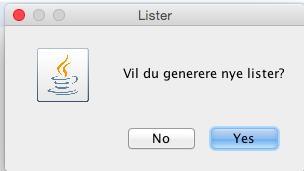 Lister
Vil du generere nye lister?
No
Yes